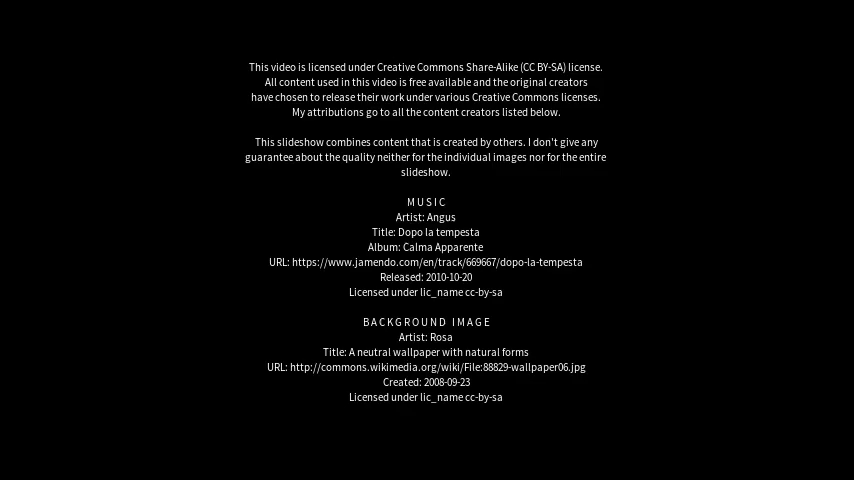 This video is licensed under Creative Commons Share-Alike (CC BY-SA) license.
All content used in this video is free available and the original creators
have chosen to release their work under various Creative Commons licenses.
My attributions go to all the content creators listed below.
This slideshow combines content that is created by others. I don't give any
guarantee about the quality neither for the individual images nor for the entire
slideshow.
MUSIC
Artist: Angus
Title: Dopo la tempesta
Album: Calma Apparente
URL: https://www.jamendo.com/en/track/669667/dopo-la-tempesta
Released: 2010-10-20
Licensed under lic_name cc-by-sa
BACKGROUND IMAGE
Artist: Rosa
Title: A neutral wallpaper with natural forms
URL: http://commons.wikimedia.org/wiki/File:88829-wallpaper06.jpg
Created: 2008-09-23
Licensed under lic_name cc-by-sa